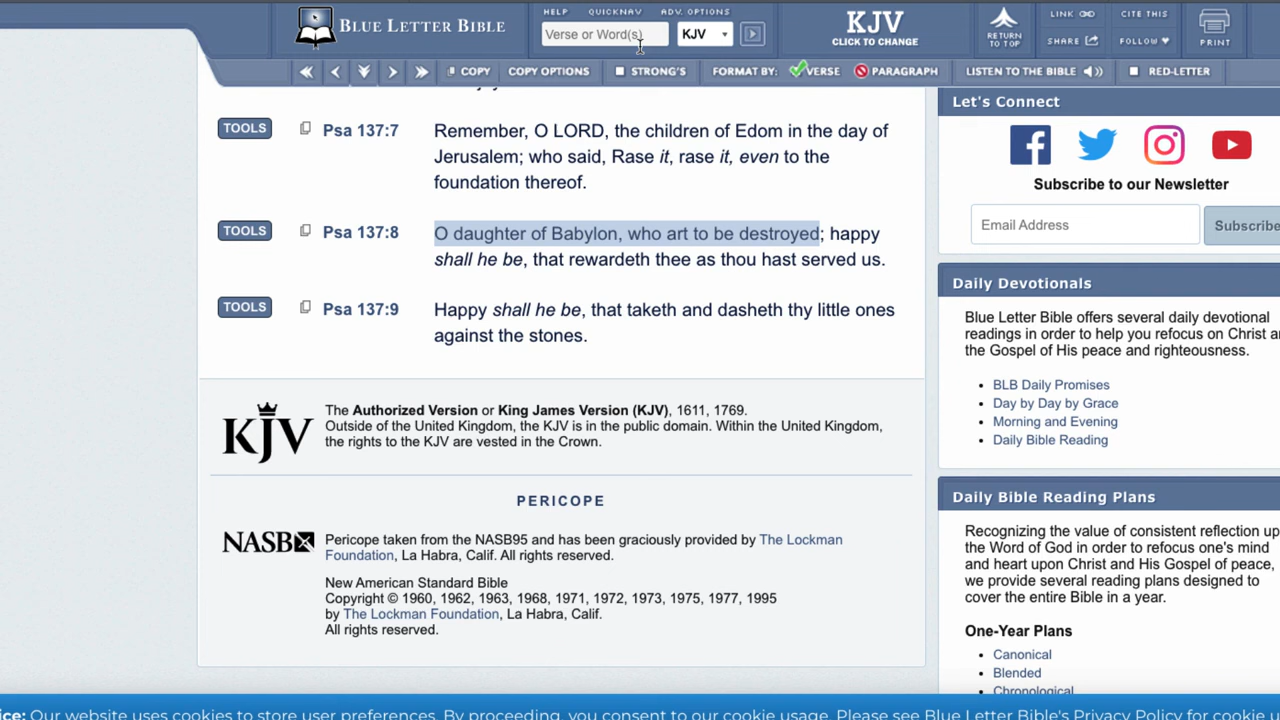 HELP QUICKNAV ADV. OPTIONS
BLUE LETTER BIBLE
Verse or Word(s)
KJV
KJV
CLICK TO CHANGE
RETURN
TO TOP
LINK
CITE THIS
SHARE
FOLLOW
PRINT
COPY COPY OPTIONS STRONG'S FORMAT BY: VERSE PARAGRAPH LISTEN TO THE BIBLE RED-LETTER
TOOLS Psa 137:7 Remember, O LORD, the children of Edom in the day of
Jerusalem; who said, Rase it, rase it, even to the
foundation thereof.
TOOLS Psa 137:8 O daughter of Babylon, who art to be destroyed; happy
shall he be, that rewardeth thee as thou hast served us.
TOOLS Psa 137:9 Happy shall he be, that taketh and dasheth thy little ones
against the stones.
KJV
The Authorized Version or King James Version (KJV), 1611, 1769.
Outside of the United Kingdom, the KJV is in the public domain. Within the United Kingdom,
the rights to the KJV are vested in the Crown.
PERICOPE
NASB
Pericope taken from the NASB95 and has been graciously provided by The Lockman
Foundation, La Habra, Calif. All rights reserved.
New American Standard Bible
Copyright © 1960, 1962, 1963, 1968, 1971, 1972, 1973, 1975, 1977, 1995
by The Lockman Foundation, La Habra, Calif.
All rights reserved.
Let's Connect
Subscribe to our Newsletter
Email Address
Subscribe
Daily Devotionals
Blue Letter Bible offers several daily devotional
readings in order to help you refocus on Christ
the Gospel of His peace and righteousness.
• BLB Daily Promises
• Day by Day by Grace
• Morning and Evening
• Daily Bible Reading
Daily Bible Reading Plans
Recognizing the value of consistent reflection
the Word of God in order to refocus one's mind
and heart upon Christ and His Gospel of peace,
we provide several reading plans designed to
cover the entire Bible in a year.
One-Year Plans
• Canonical
• Blended
• Chronological
ice: Our website uses cookies to store user preferences. By proceeding, you consent to our cookie usage. Please see Blue Letter Bible's Privacy Policy for cookie